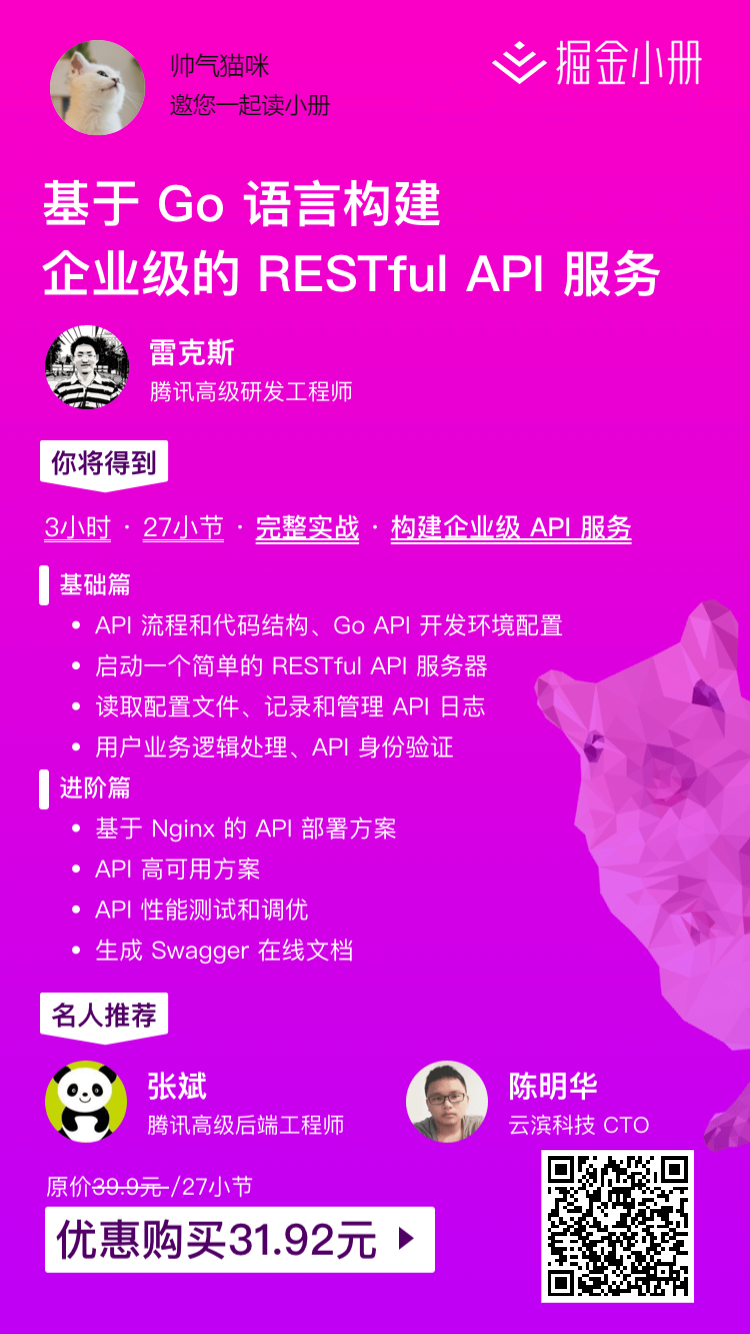 帅气猫咪
邀您一起读小册
掘金小册
基于 Go 语言构建
企业级的 RESTful API 服务
雷克斯
腾讯高级研发工程师
你将得到
3小时 · 27小节 · 完整实战 · 构建企业级 API 服务
基础篇
• API 流程和代码结构、Go API 开发环境配置
• 启动一个简单的 RESTful API 服务器
• 读取配置文件、记录和管理 API 日志
• 用户业务逻辑处理、API 身份验证
进阶篇
• 基于 Nginx 的 API 部署方案
• API 高可用方案
• API 性能测试和调优
• 生成 Swagger 在线文档
名人推荐
张斌
腾讯高级后端工程师
陈明华
云滨科技 CTO
原价39.9元 /27小节
优惠购买31.92元